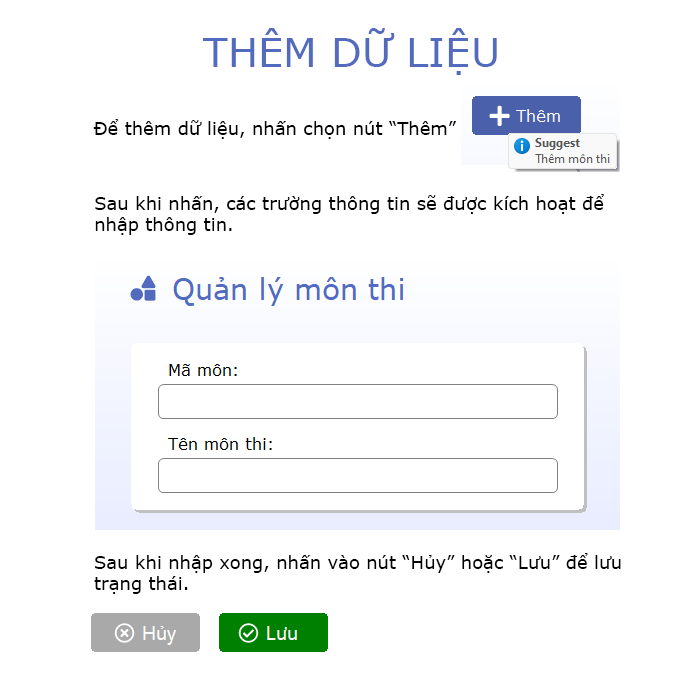 THÊM DỮ LIỆU
Để thêm dữ liệu, nhấn chọn nút “Thêm”
Thêm
Suggest
Thêm môn thi
Sau khi nhấn, các trường thông tin sẽ được kích hoạt để
nhập thông tin.
Quản lý môn thi
Mã môn:
Tên môn thi:
Sau khi nhập xong, nhấn vào nút “Hủy” hoặc “Lưu” để lưu
trạng thái.
Hủy
Lưu